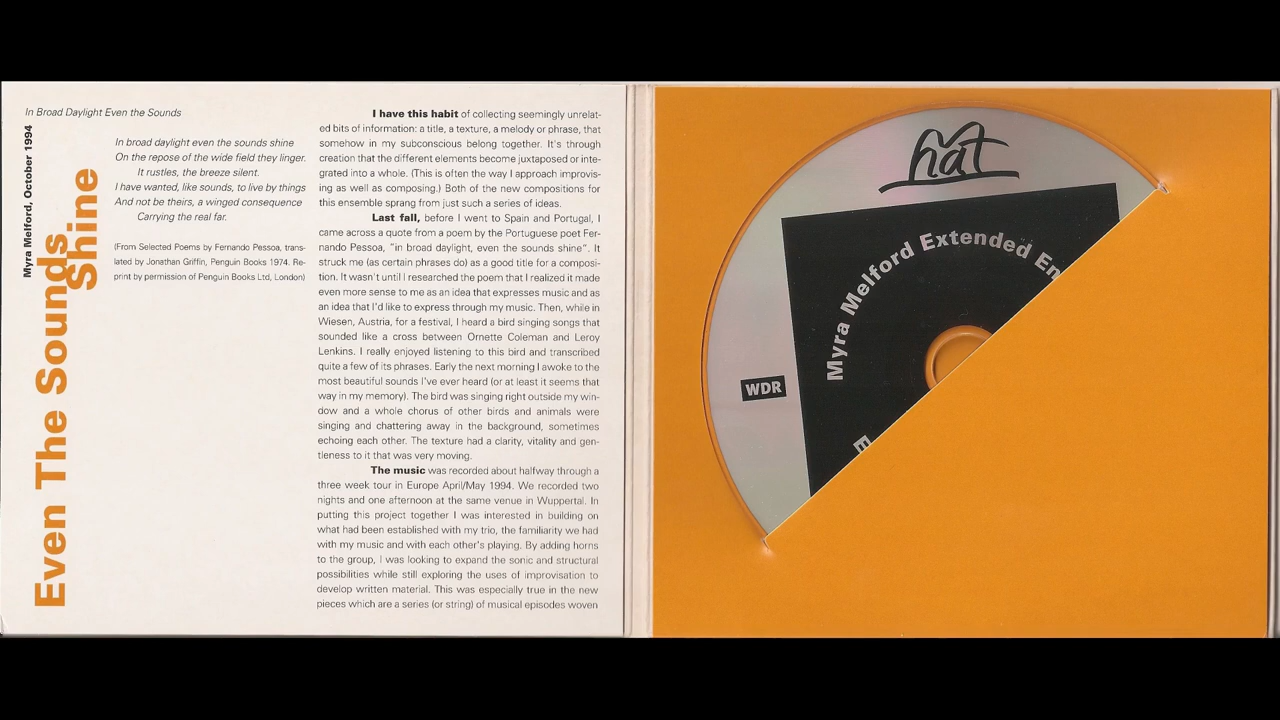 In Broad Daylight Even the Sounds
Myra Melford, October 1994
Even The Sounds
Shine
In broad daylight even the sounds shine
On the repose of the wide field they linger.
It rustles, the breeze silent.
I have wanted, like sounds, to live by things
And not be theirs, a winged consequence
Carrying the real far.
(From Selected Poems by Fernando Pessoa, trans-
lated by Jonathan Griffin, Penguin Books 1974. Re-
print by permission of Penguin Books Ltd, London)
I have this habit of collecting seemingly unrelat-
ed bits of information: a title, a texture, a melody or phrase, that
somehow in my subconscious belong together. It's through
creation that the different elements become juxtaposed or inte-
grated into a whole. (This is often the way I approach improvis-
ing as well as composing.) Both of the new compositions for
this ensemble sprang from just such a series of ideas.
Last fall, before I went to Spain and Portugal, I
came across a quote from a poem by the Portuguese poet Fer-
nando Pessoa, "in broad daylight, even the sounds shine". It
struck me (as certain phrases do) as a good title for a composi-
tion. It wasn't until I researched the poem that I realized it made
even more sense to me as an idea that expresses music and as
an idea that I'd like to express through my music. Then, while in
Wiesen, Austria, for a festival, I heard a bird singing songs that
sounded like a cross between Ornette Coleman and Leroy
Lenkins. I really enjoyed listening to this bird and transcribed
quite a few of its phrases. Early the next morning I awoke to the
most beautiful sounds I've ever heard (or at least it seems that
way in my memory). The bird was singing right outside my win-
dow and a whole chorus of other birds and animals were
singing and chattering away in the background, sometimes
echoing each other. The texture had a clarity, vitality and gen-
tleness to it that was very moving.
The music was recorded about halfway through a
three week tour in Europe April/May 1994. We recorded two
nights and one afternoon at the same venue in Wuppertal. In
putting this project together I was interested in building on
what had been established with my trio, the familiarity we had
with my music and with each other's playing. By adding horns
to the group, I was looking to expand the sonic and structural
possibilities while still exploring the uses of improvisation to
develop written material. This was especially true in the new
pieces which are a series (or string) of musical episodes woven
hat
Myra Melford Extended En
WDR
E